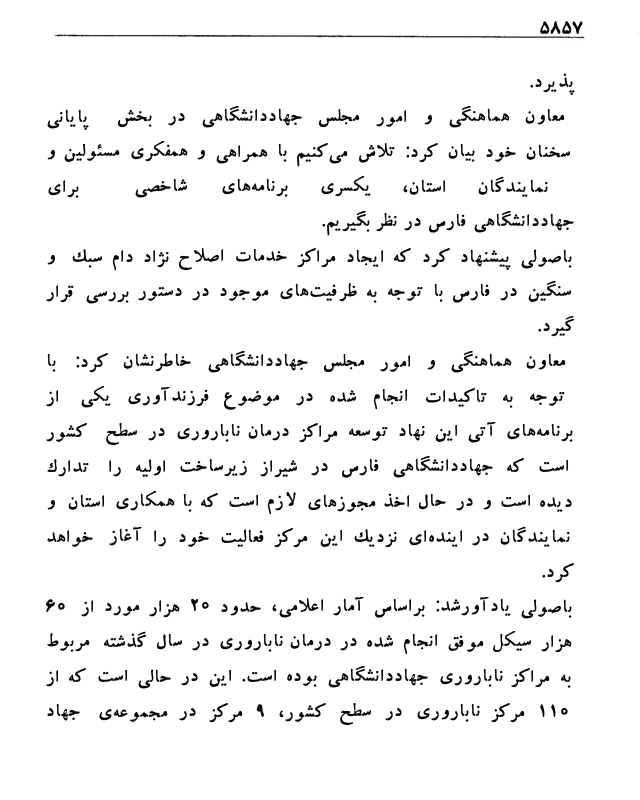 ۵۸۵۷
پذیرد.
معاون هماهنگی و امور مجلس جهاددانشگاهی در بخش پایانی
سخنان خود بیان کرد: تلاش می‌کنیم با همراهی و همفکری مسئولین و
نمایندگان استان، یکسری برنامه‌های شاخصی برای
جهاددانشگاهی فارس در نظر بگیریم.
باصولی پیشنهاد کرد که ایجاد مراکز خدمات اصلاح نژاد دام سبك و
سنگین در فارس با توجه به ظرفیت‌های موجود در دستور بررسی قرار
گیرد.
معاون هماهنگی و امور مجلس جهاددانشگاهی خاطرنشان کرد: با
توجه به تاکیدات انجام شده در موضوع فرزندآوری یکی از
برنامه‌های آتی این نهاد توسعه مراکز درمان ناباروری در سطح کشور
است که جهاددانشگاهی فارس در شیراز زیرساخت اولیه را تدارك
دیده است و در حال اخذ مجوزهای لازم است که با همکاری استان و
نمایندگان در اینده‌ای نزدیك این مرکز فعالیت خود را آغاز خواهد
کرد.
باصولی یادآورشد: براساس آمار اعلامی، حدود ۲۰ هزار مورد از ۶۰
هزار سیکل موفق انجام شده در درمان ناباروری در سال گذشته مربوط
به مراکز ناباروری جهاددانشگاهی بوده است. این در حالی است که از
۱۱۰ مرکز ناباروری در سطح کشور، ۹ مرکز در مجموعه‌ی جهاد